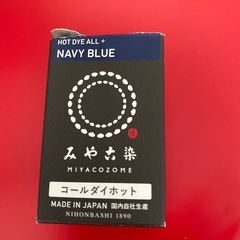 HOT DYE ALL +
NAVY BLUE
みや古染
MIYACOZOME
コールダイホット
MADE IN JAPAN 国内自社生産
NIHONBASHI 1890